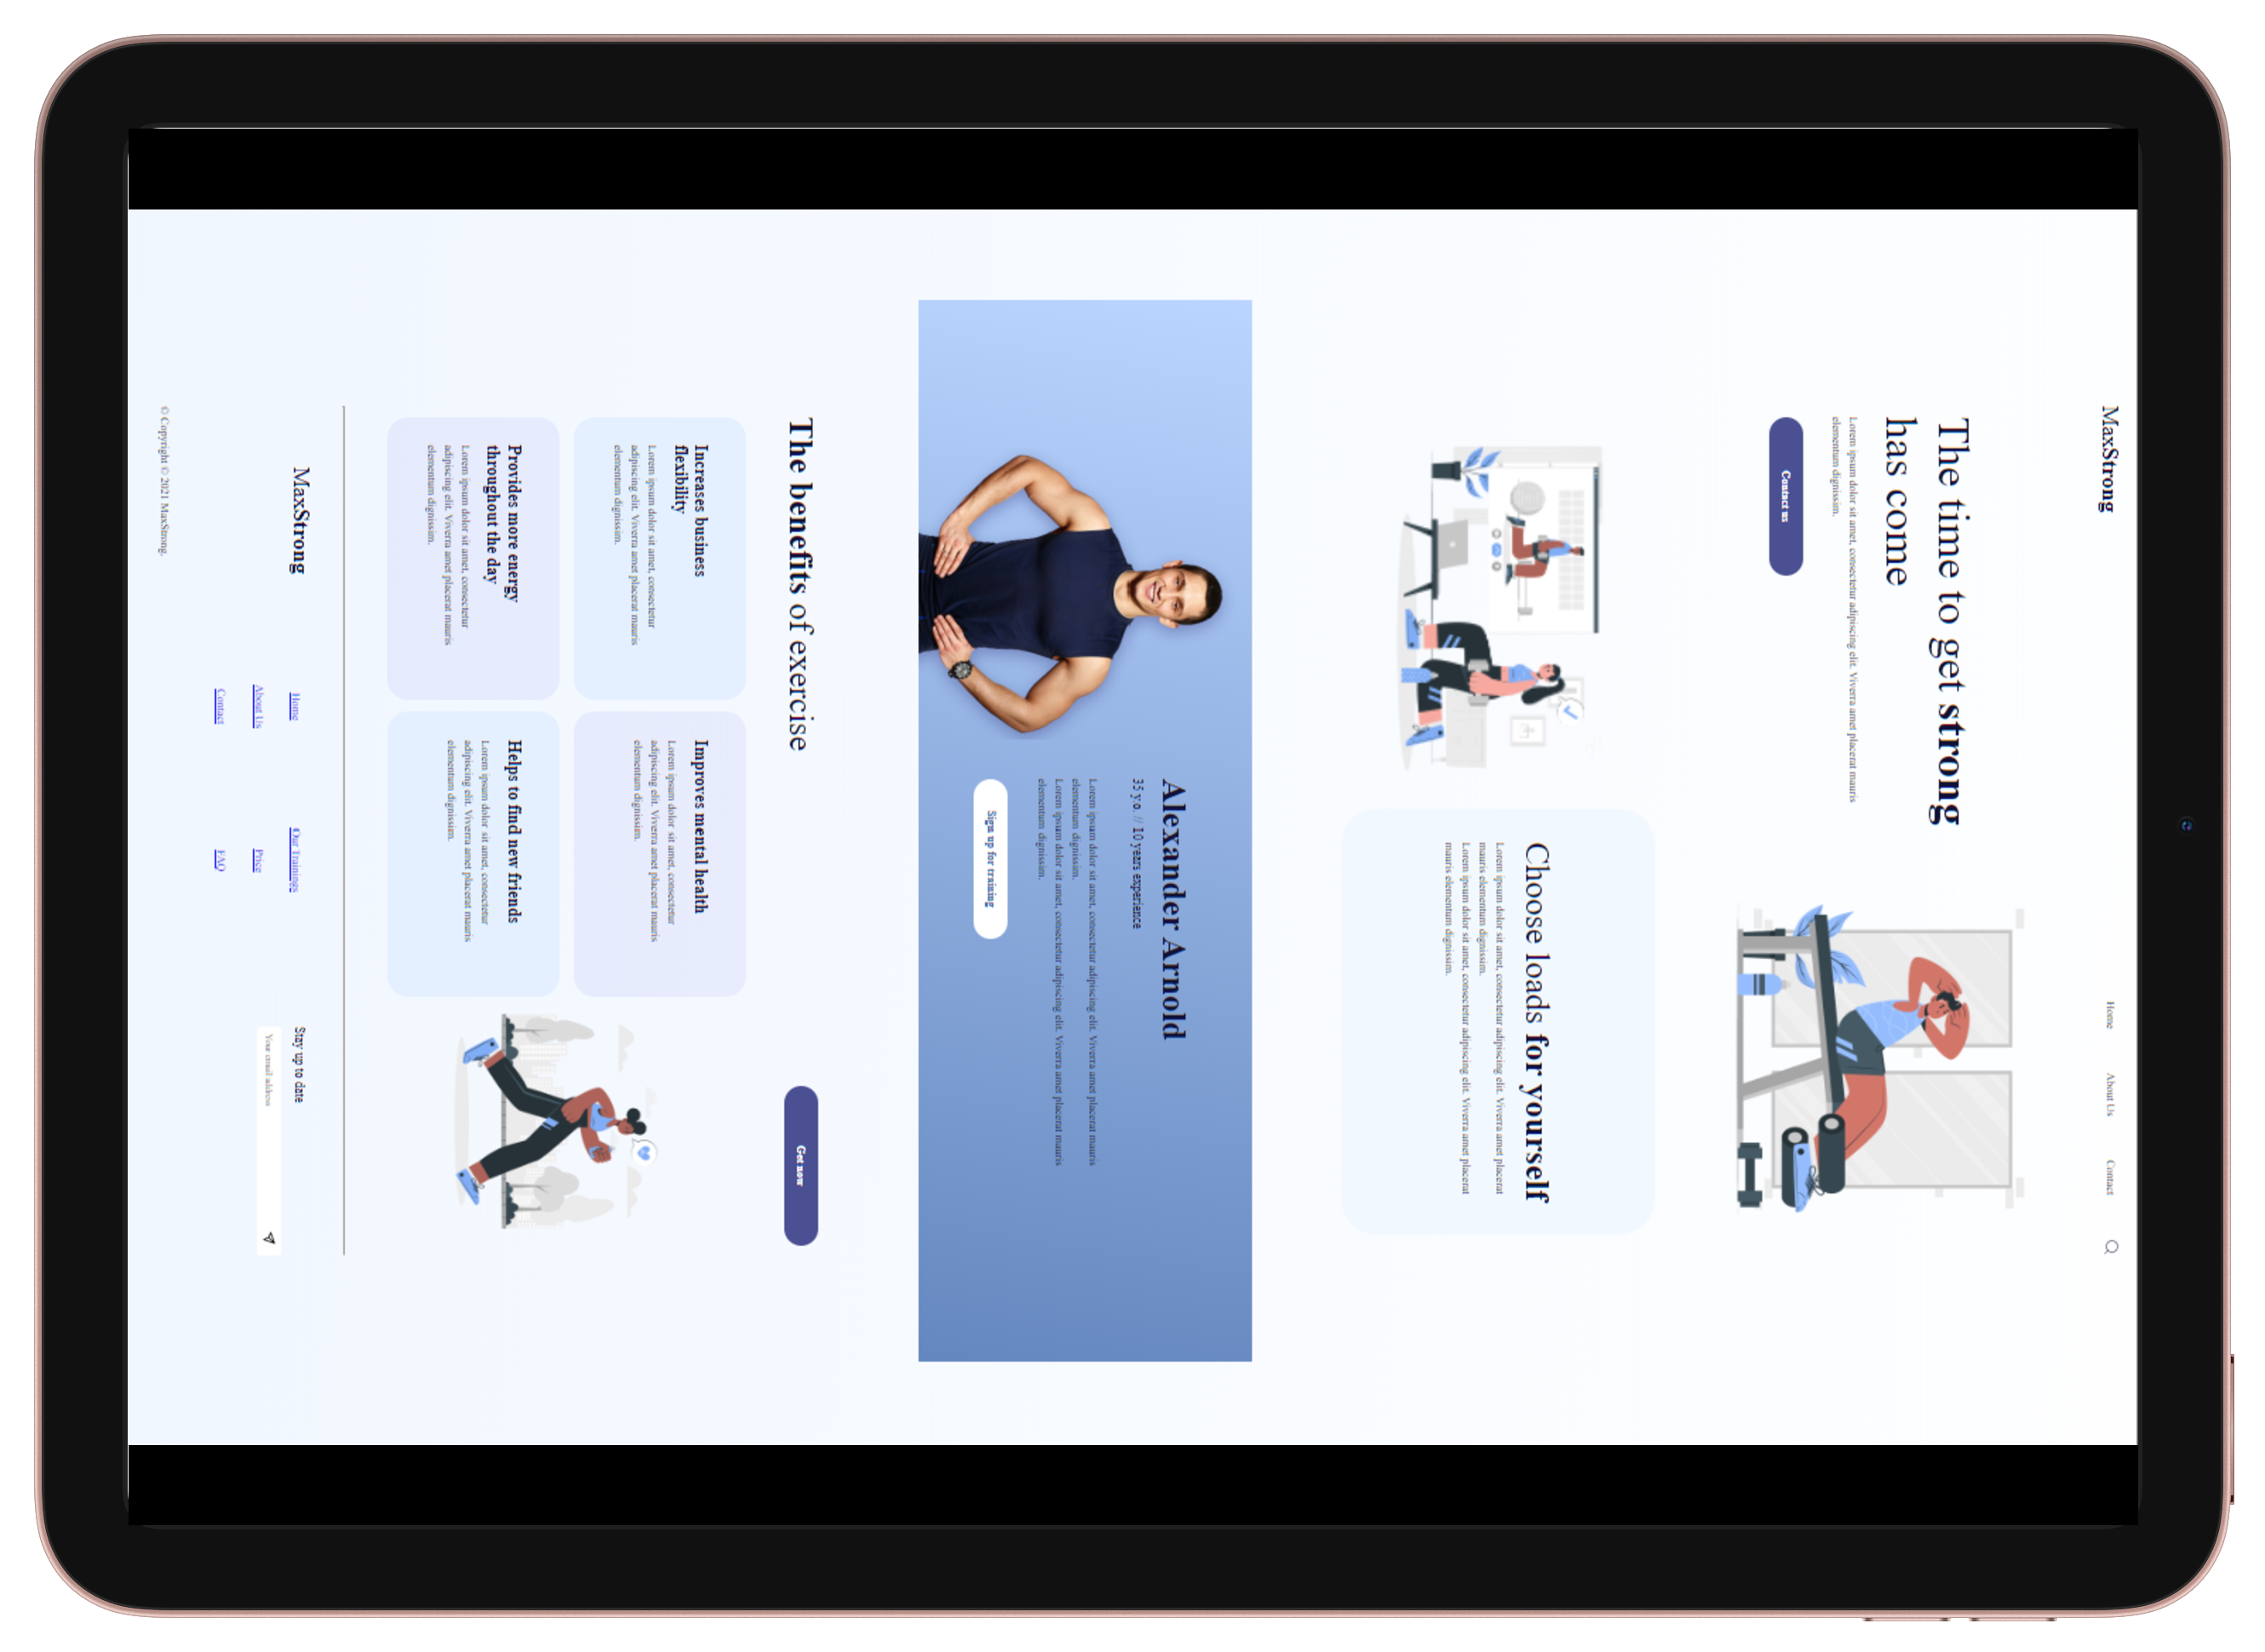 MaxStrong
Home
About Us
Contact
The time to get strong
has come
Lorem ipsum dolor sit amet, consectetur adipiscing elit. Viverra amet placerat mauris
elementum dignissim.
Contact us
Choose loads for yourself
Lorem ipsum dolor sit amet, consectetur adipiscing elit. Viverra amet placerat
mauris elementum dignissim.
Lorem ipsum dolor sit amet, consectetur adipiscing elit. Viverra amet placerat
mauris elementum dignissim.
Alexander Arnold
35 y.o. // 10 years experience
Lorem ipsum dolor sit amet, consectetur adipiscing elit. Viverra amet placerat mauris
elementum dignissim.
Lorem ipsum dolor sit amet, consectetur adipiscing elit. Viverra amet placerat mauris
elementum dignissim.
Sign up for training
The benefits of exercise
Get now
Increases business
flexibility
Lorem ipsum dolor sit amet, consectetur
adipiscing elit. Viverra amet placerat mauris
elementum dignissim.
Improves mental health
Lorem ipsum dolor sit amet, consectetur
adipiscing elit. Viverra amet placerat mauris
elementum dignissim.
Provides more energy
throughout the day
Lorem ipsum dolor sit amet, consectetur
adipiscing elit. Viverra amet placerat mauris
elementum dignissim.
Helps to find new friends
Lorem ipsum dolor sit amet, consectetur
adipiscing elit. Viverra amet placerat mauris
elementum dignissim.
MaxStrong
Home
About Us
Contact
Our Trainings
Price
FAQ
Stay up to date
Your email address
© Copyright © 2021 MaxStrong.